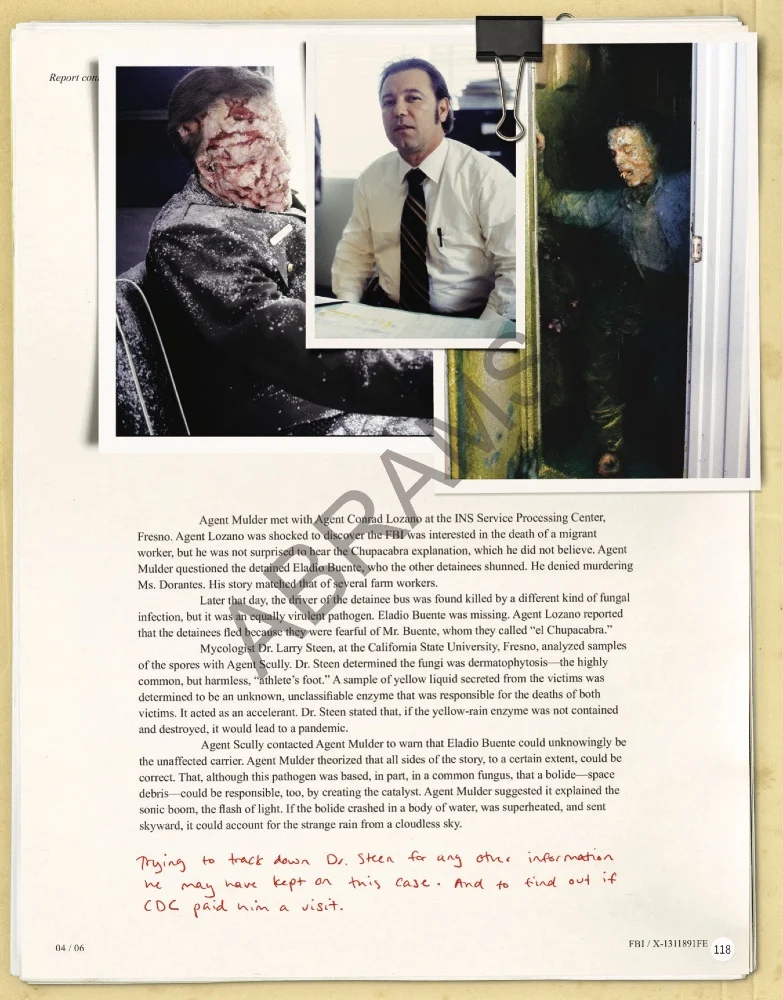 Report con
Agent Mulder met with Agent Conrad Lozano at the INS Service Processing Center,
Fresno. Agent Lozano was shocked to discover the FBI was interested in the death of a migrant
worker, but he was not surprised to hear the Chupacabra explanation, which he did not believe. Agent
Mulder questioned the detained Eladio Buente, who the other detainees shunned. He denied murdering
Ms. Dorantes. His story matched that of several farm workers.
Later that day, the driver of the detainee bus was found killed by a different kind of fungal
infection, but it was an equally virulent pathogen. Eladio Buente was missing. Agent Lozano reported
that the detainees fled because they were fearful of Mr. Buente, whom they called “el Chupacabra.”
Mycologist Dr. Larry Steen, at the California State University, Fresno, analyzed samples
of the spores with Agent Scully. Dr. Steen determined the fungi was dermatophytosis—the highly
common, but harmless, “athlete’s foot.” A sample of yellow liquid secreted from the victims was
determined to be an unknown, unclassifiable enzyme that was responsible for the deaths of both
victims. It acted as an accelerant. Dr. Steen stated that, if the yellow-rain enzyme was not contained
and destroyed, it would lead to a pandemic.
Agent Scully contacted Agent Mulder to warn that Eladio Buente could unknowingly be
the unaffected carrier. Agent Mulder theorized that all sides of the story, to a certain extent, could be
correct. That, although this pathogen was based, in part, in a common fungus, that a bolide—space
debris—could be responsible, too, by creating the catalyst. Agent Mulder suggested it explained the
sonic boom, the flash of light. If the bolide crashed in a body of water, was superheated, and sent
skyward, it could account for the strange rain from a cloudless sky.
Trying to track down Dr. Steen for any other information
he may have kept on this case. And to find out if
CDC paid him a visit.
04 / 06
FBI / X-1311891FE 118
ABRAMS